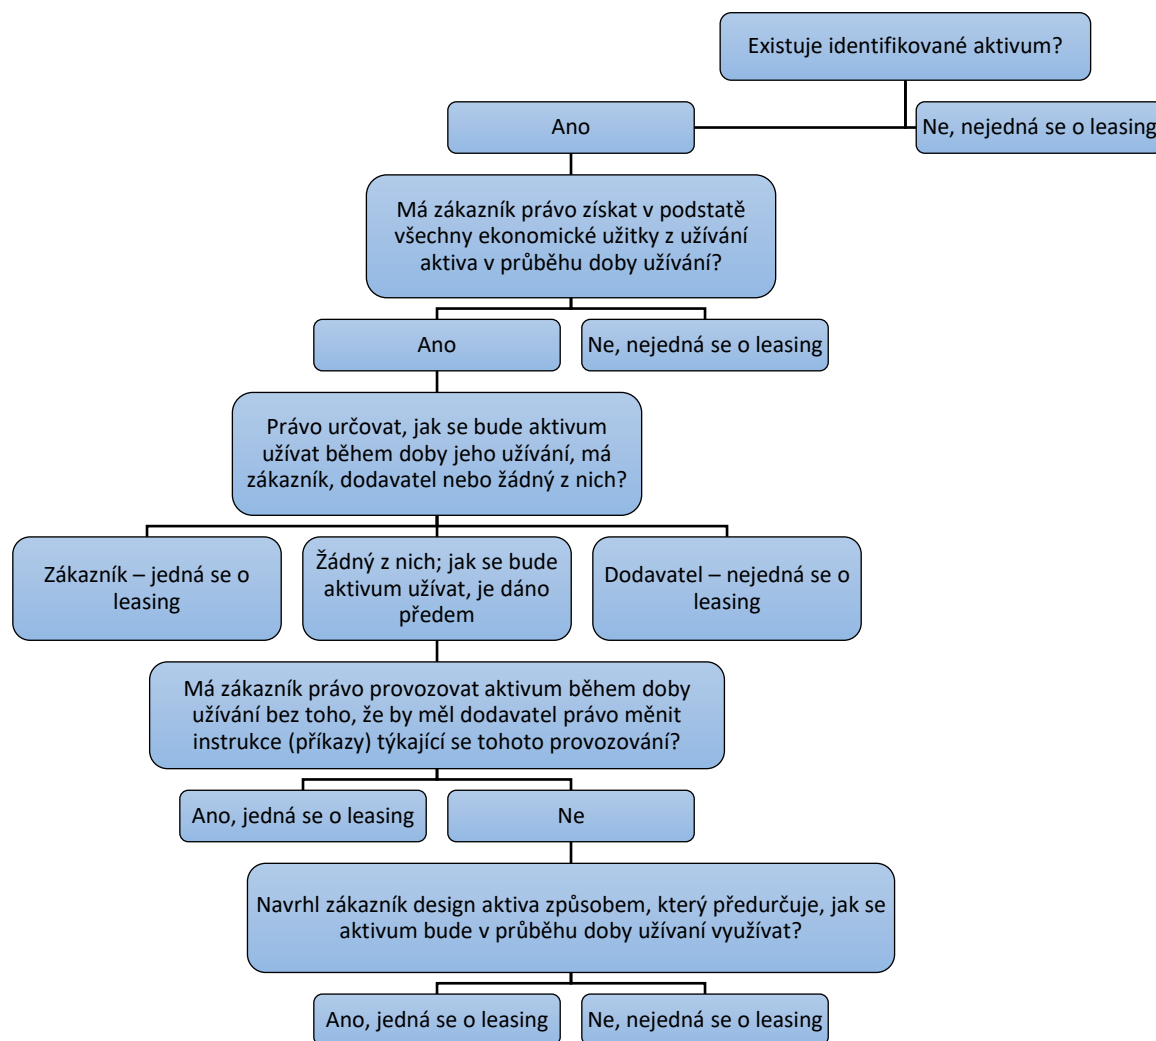 Existuje identifikované aktivum?
Ano
Ne, nejedná se o leasing
Má zákazník právo získat v podstatě
všechny ekonomické užitky z užívání
aktiva v průběhu doby užívání?
Ano
Ne, nejedná se o leasing
Právo určovat, jak se bude aktivum
užívat během doby jeho užívání, má
zákazník, dodavatel nebo žádný z nich?
Zákazník – jedná se o
leasing
Žádný z nich; jak se bude
aktivum užívat, je dáno
předem
Dodavatel – nejedná se o
leasing
Má zákazník právo provozovat aktivum během doby
užívání bez toho, že by měl dodavatel právo měnit
instrukce (příkazy) týkající se tohoto provozování?
Ano, jedná se o leasing
Ne
Navrhl zákazník design aktiva způsobem, který předurčuje, jak se
aktivum bude v průběhu doby užívaní využívat?
Ano, jedná se o leasing
Ne, nejedná se o leasing